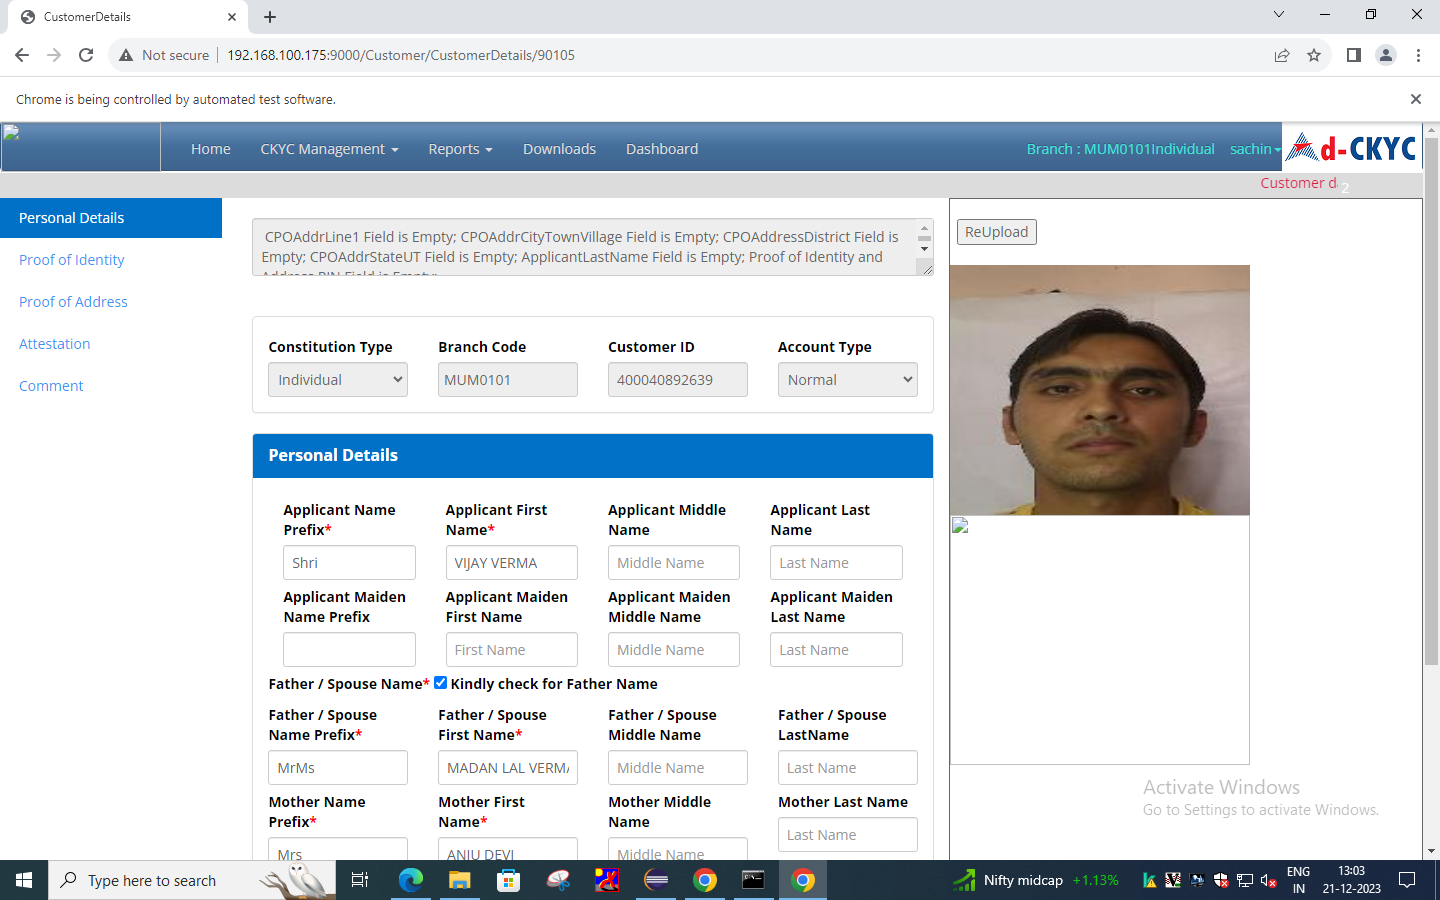 CustomerDetails
Not secure
192.168.100.175:9000/Customer/CustomerDetails/90105
Chrome is being controlled by automated test software.
Home
CKYC Management
Reports
Downloads
Dashboard
Branch : MUM0101Individual
sachin
d-CKYC
Customer d
2
Personal Details
Proof of Identity
Proof of Address
Attestation
Comment
CPOAddrLine1 Field is Empty; CPOAddrCityTownVillage Field is Empty; CPOAddressDistrict Field is
Empty; CPOAddrStateUT Field is Empty; ApplicantLastName Field is Empty; Proof of Identity and
Address PIN Field is Empty;
ReUpload
Constitution Type
Branch Code
Customer ID
Account Type
Individual
MUM0101
400040892639
Normal
Personal Details
Applicant Name
Prefix*
Applicant First
Name*
Applicant Middle
Name
Applicant Last
Name
Shri
VIJAY VERMA
Middle Name
Last Name
Applicant Maiden
Name Prefix
Applicant Maiden
First Name
Applicant Maiden
Middle Name
Applicant Maiden
Last Name
First Name
Middle Name
Last Name
Father / Spouse Name* Kindly check for Father Name
Father / Spouse
Name Prefix*
Father / Spouse
First Name*
Father / Spouse
Middle Name
Father / Spouse
LastName
MrMs
MADAN LAL VERMA
Middle Name
Last Name
Mother Name
Prefix*
Mother First
Name*
Mother Middle
Name
Mother Last Name
Mrs
ANJU DEVI
Middle Name
Last Name
Activate Windows
Go to Settings to activate Windows.
Type here to search
Nifty midcap +1.13%
ENG
IN
13:03
21-12-2023